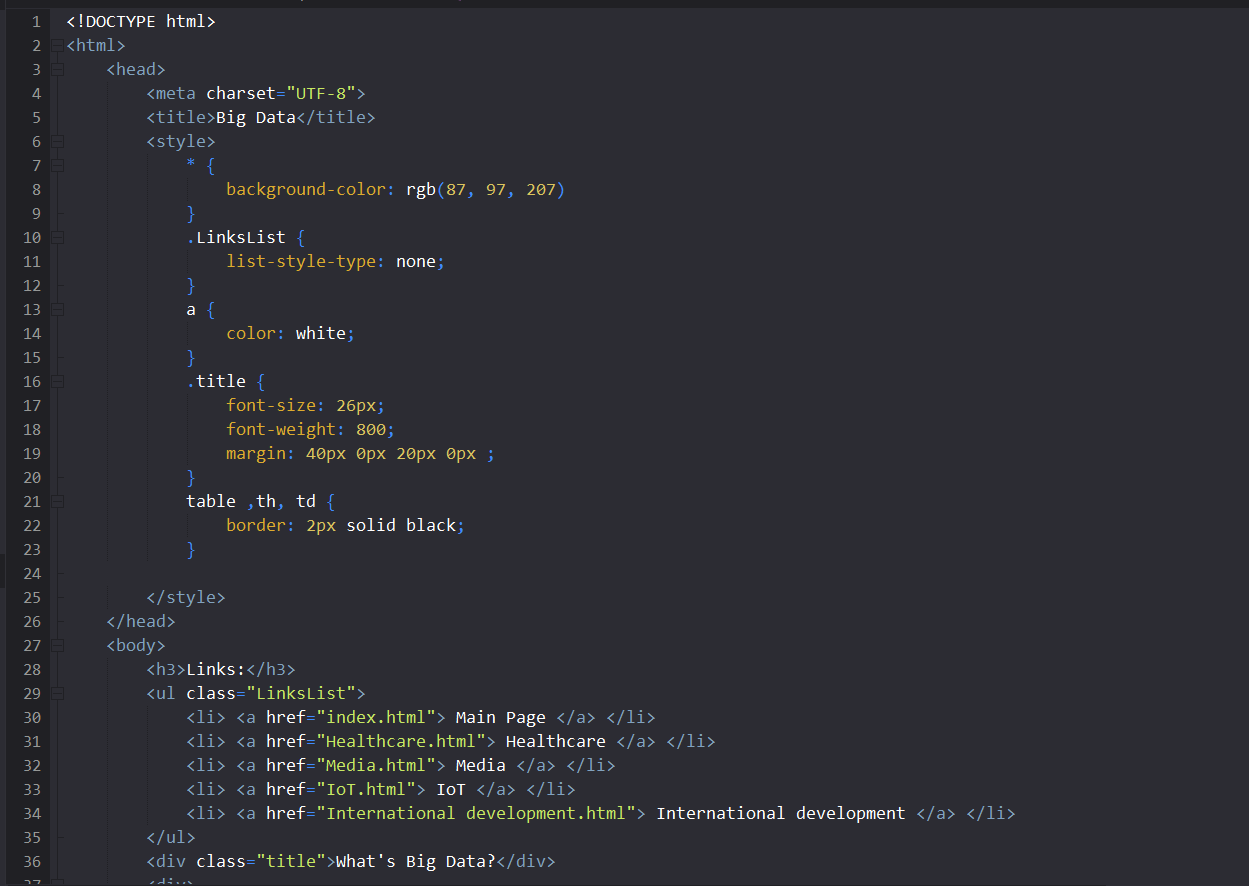 1 <!DOCTYPE html>
2 <html>
3     <head>
4         <meta charset="UTF-8">
5         <title>Big Data</title>
6         <style>
7             * {
8                 background-color: rgb(87, 97, 207)
9             }
10             .LinksList {
11                 list-style-type: none;
12             }
13             a {
14                 color: white;
15             }
16             .title {
17                 font-size: 26px;
18                 font-weight: 800;
19                 margin: 40px 0px 20px 0px ;
20             }
21             table ,th, td {
22                 border: 2px solid black;
23             }
24
25         </style>
26     </head>
27     <body>
28         <h3>Links:</h3>
29         <ul class="LinksList">
30             <li> <a href="index.html"> Main Page </a> </li>
31             <li> <a href="Healthcare.html"> Healthcare </a> </li>
32             <li> <a href="Media.html"> Media </a> </li>
33             <li> <a href="IoT.html"> IoT </a> </li>
34             <li> <a href="International development.html"> International development </a> </li>
35         </ul>
36         <div class="title">What's Big Data?</div>
37         <div>